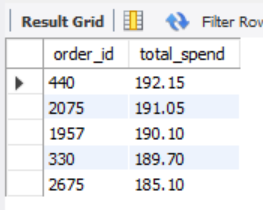 Result Grid Filter Row
order_id total_spend
440 192.15
2075 191.05
1957 190.10
330 189.70
2675 185.10